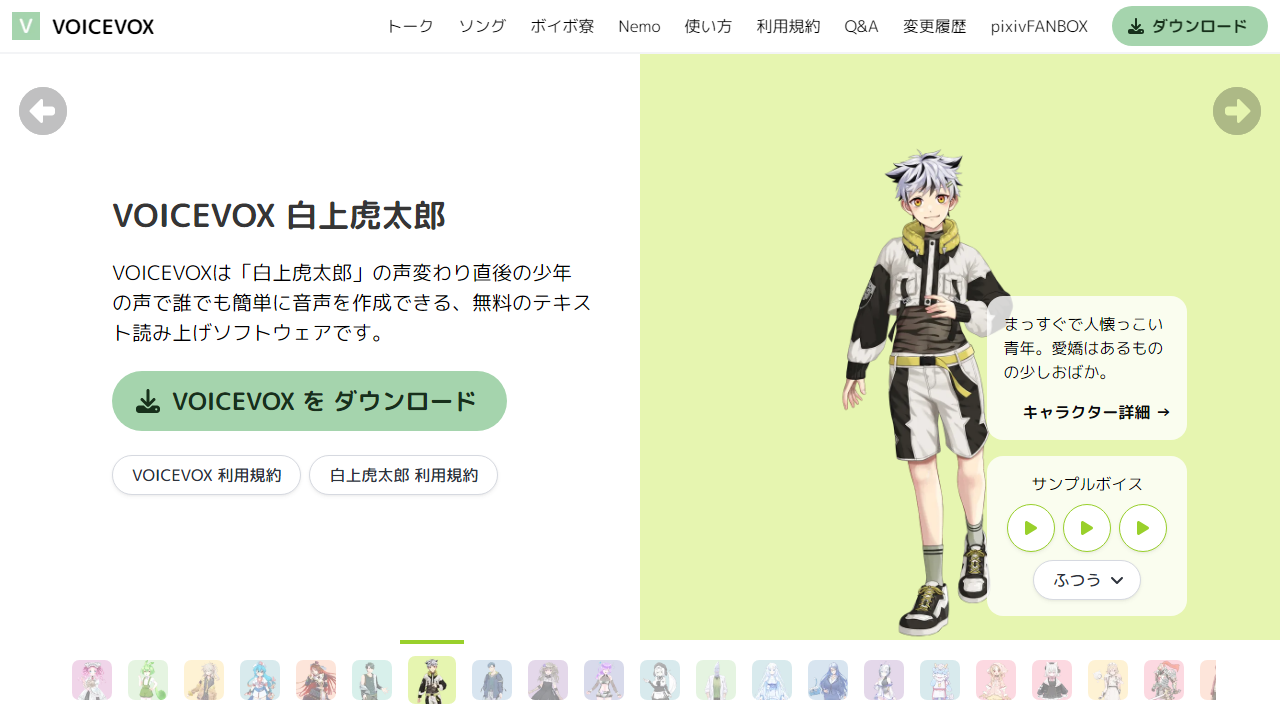 V VOICEVOX トーク ソング ボイボ寮 Nemo 使い方 利用規約 Q&A 変更履歴 pixivFANBOX ダウンロード
VOICEVOX 白上虎太郎
VOICEVOXは「白上虎太郎」の声変わり直後の少年
の声で誰でも簡単に音声を作成できる、無料のテキス
ト読み上げソフトウェアです。
VOICEVOX を ダウンロード
VOICEVOX 利用規約 白上虎太郎 利用規約
まっすぐで人懐っこい
青年。愛嬌はあるもの
の少しおばか。
キャラクター詳細 →
サンプルボイス
ふつう